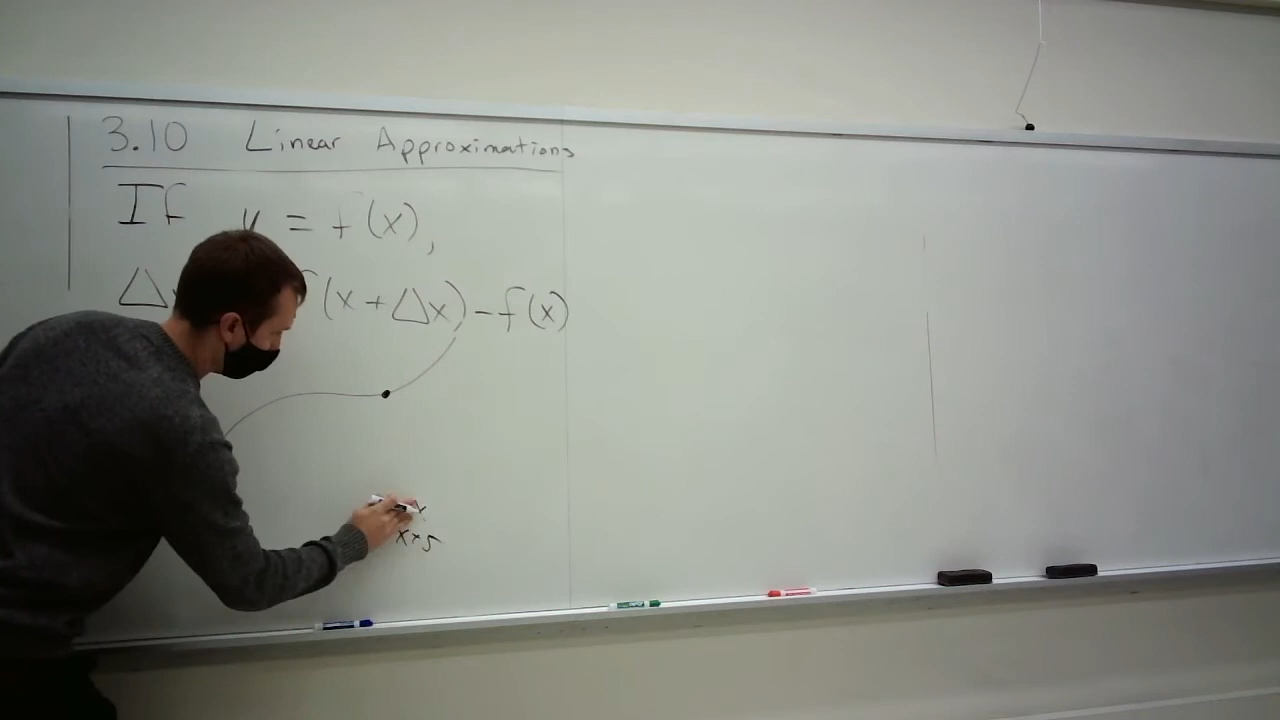 3.10 Linear Approximations
If y = f(x),
Δ (x + Δx) - f(x)
x